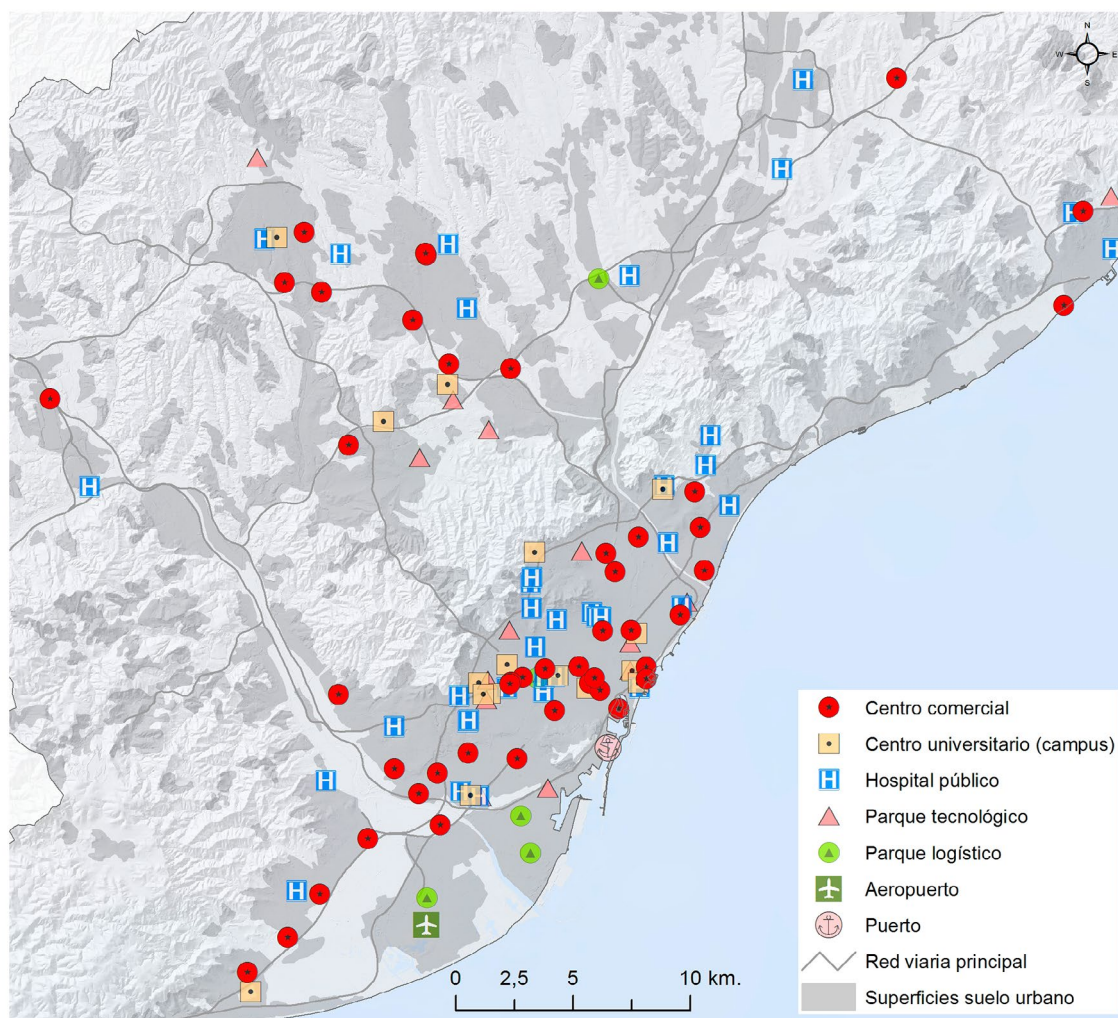 N
W E
S
Centro comercial
Centro universitario (campus)
Hospital público
Parque tecnológico
Parque logístico
Aeropuerto
Puerto
Red viaria principal
Superficies suelo urbano
0 2,5 5 10 km.